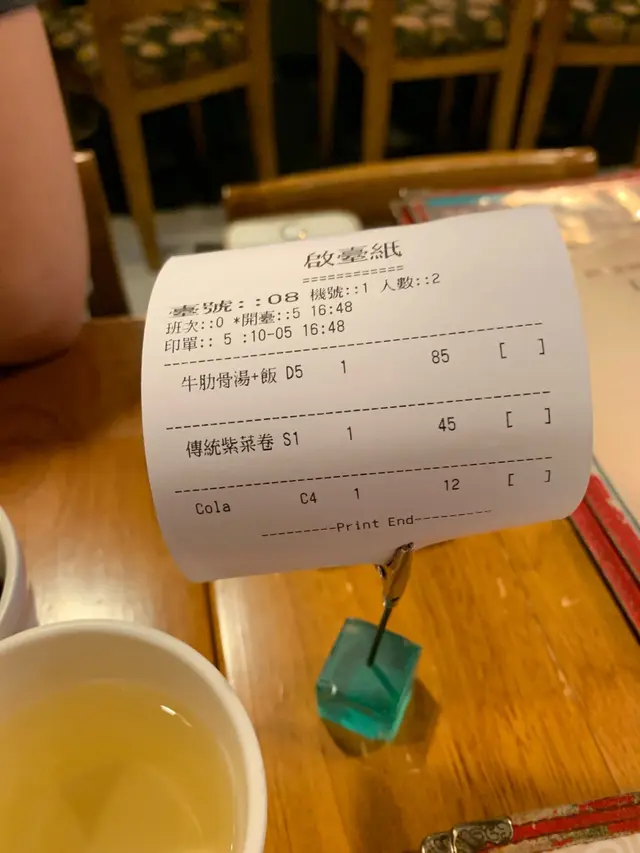 啟臺紙
============
臺號::08 機號::1 人數::2
班次::0 *開臺::5 16:48
印單:: 5 :10-05 16:48
牛肋骨湯+飯 D5 1 85 [ ]
傳統紫菜卷 S1 1 45 [ ]
Cola C4 1 12 [ ]
---------Print End---------